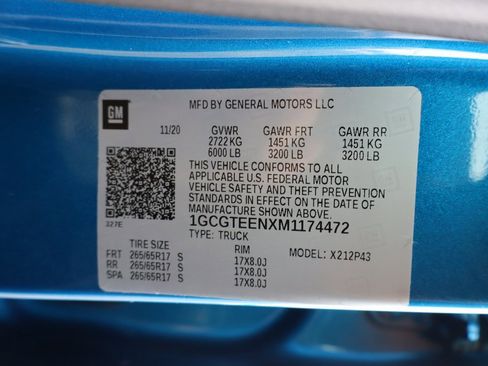 GM
MFD BY GENERAL MOTORS LLC
11/20 GVWR GAWR FRT GAWR RR
2722 KG 1451 KG 1451 KG
6000 LB 3200 LB 3200 LB
THIS VEHICLE CONFORMS TO ALL
APPLICABLE U.S. FEDERAL MOTOR
VEHICLE SAFETY AND THEFT PREVENTION
STANDARDS IN EFFECT ON THE DATE OF
MANUFACTURE SHOWN ABOVE.
327E
1GCGTEENXM1174472
TYPE: TRUCK
TIRE SIZE RIM MODEL: X212P43
FRT 265/65R17 S 17X8.0J
RR 265/65R17 S 17X8.0J
SPA 265/65R17 S 17X8.0J